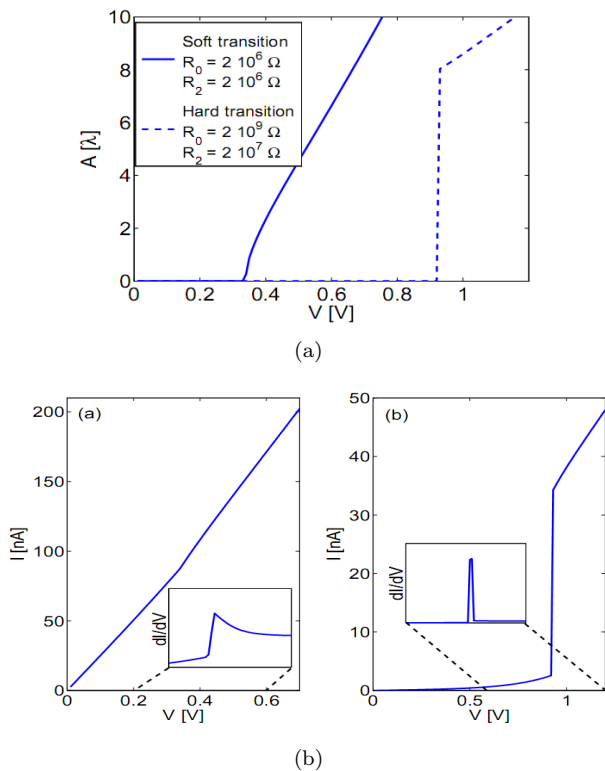 10
8
6
4
2
0
A [λ]
Soft transition
R0 = 2 10^6 Ω
R2 = 2 10^6 Ω
Hard transition
R0 = 2 10^9 Ω
R2 = 2 10^7 Ω
0 0.2 0.4 0.6 0.8 1
V [V]
(a)
(a)
200
150
100
50
0
I [nA]
dI/dV
0 0.2 0.4 0.6
V [V]
(b)
50
40
30
20
10
0
I [nA]
dI/dV
0 0.5 1
V [V]
(b)